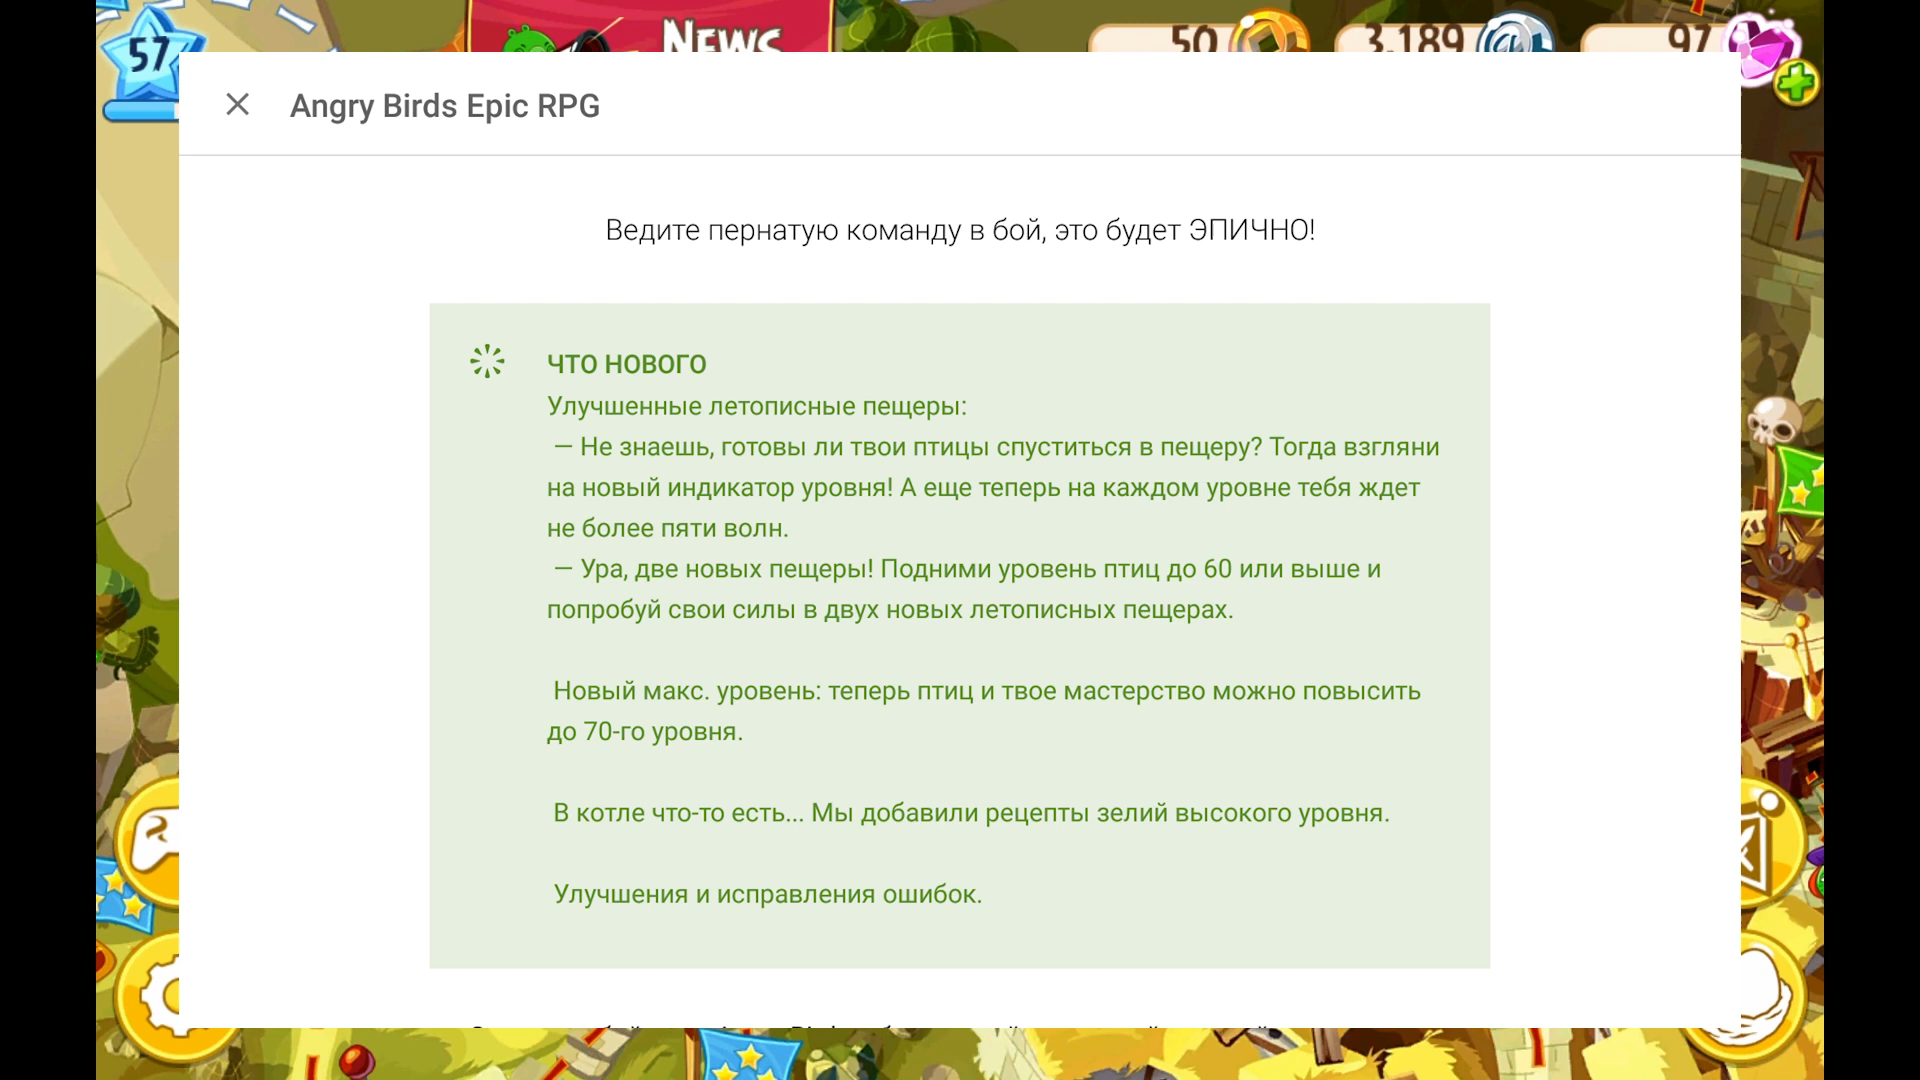 57
NEWS
50
3,189
97
Angry Birds Epic RPG
Ведите пернатую команду в бой, это будет ЭПИЧНО!
ЧТО НОВОГО
Улучшенные летописные пещеры:
— Не знаешь, готовы ли твои птицы спуститься в пещеру? Тогда взгляни
на новый индикатор уровня! А еще теперь на каждом уровне тебя ждет
не более пяти волн.
— Ура, две новых пещеры! Подними уровень птиц до 60 или выше и
попробуй свои силы в двух новых летописных пещерах.
Новый макс. уровень: теперь птиц и твое мастерство можно повысить
до 70-го уровня.
В котле что-то есть... Мы добавили рецепты зелий высокого уровня.
Улучшения и исправления ошибок.